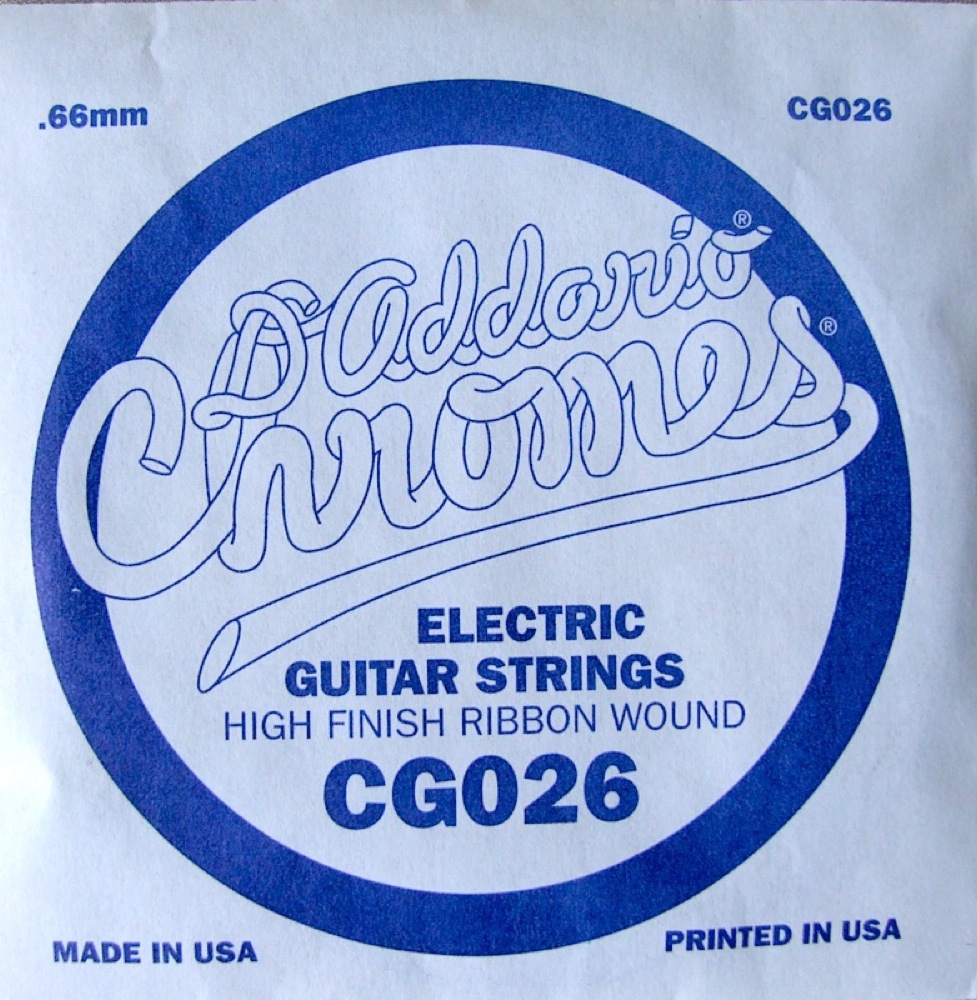 .66mm
CG026
D'Addario®
Chromes®
ELECTRIC
GUITAR STRINGS
HIGH FINISH RIBBON WOUND
CG026
MADE IN USA
PRINTED IN USA